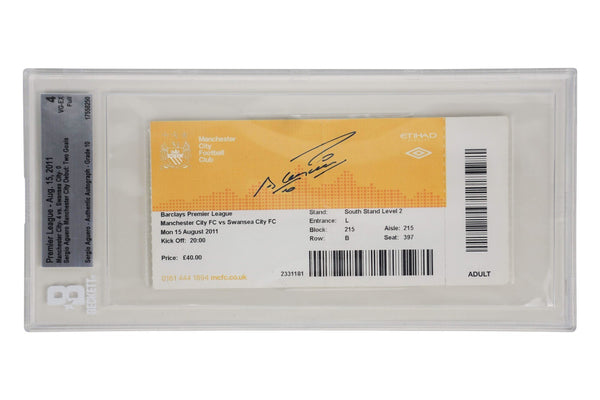 Premier League - Aug. 15, 2011
Manchester City- 4 vs. Swansea City- 0
Sergio Aguero Manchester City Debut: Two Goals
Sergio Aguero - Authentic Autograph - Grade 10
4
VG-EX
Full
17550250
BECKETT
Manchester
City
Football
Club
ETIHAD
Barclays Premier League
Manchester City FC vs Swansea City FC
Mon 15 August 2011
Kick Off: 20:00
Price: £40.00
0161 444 1894 mcfc.co.uk
Stand: South Stand Level 2
Entrance: L
Block: 215 Aisle: 215
Row: B Seat: 397
2331181
ADULT